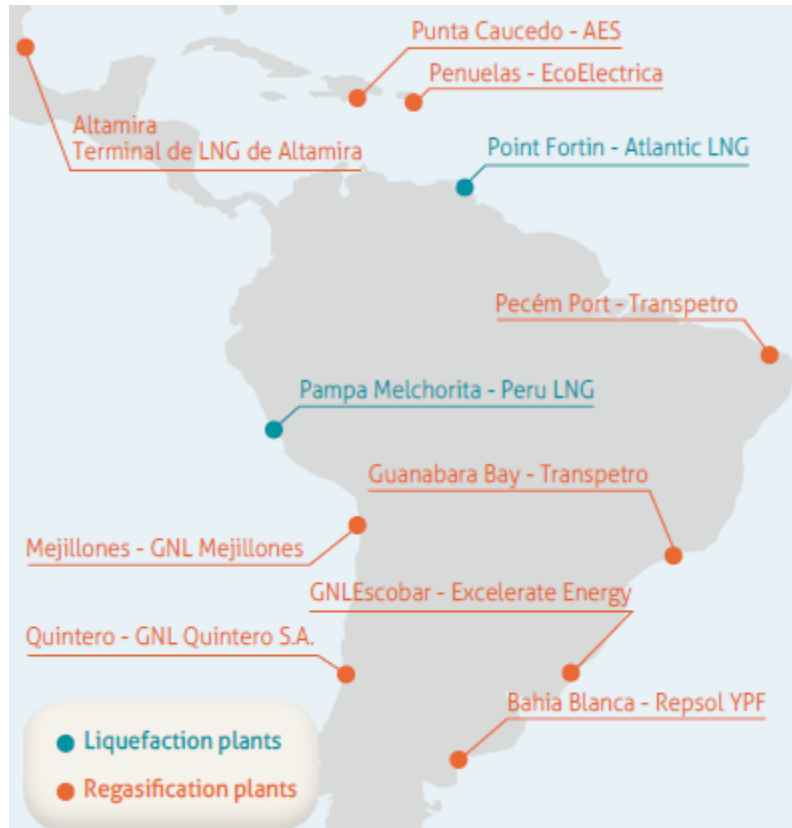 Punta Caucedo - AES
Penuelas - EcoElectrica
Altamira
Terminal de LNG de Altamira
Point Fortin - Atlantic LNG
Pecém Port - Transpetro
Pampa Melchorita - Peru LNG
Guanabara Bay - Transpetro
Mejillones - GNL Mejillones
GNLEscobar - Excelerate Energy
Quintero - GNL Quintero S.A.
Bahia Blanca - Repsol YPF
Liquefaction plants
Regasification plants